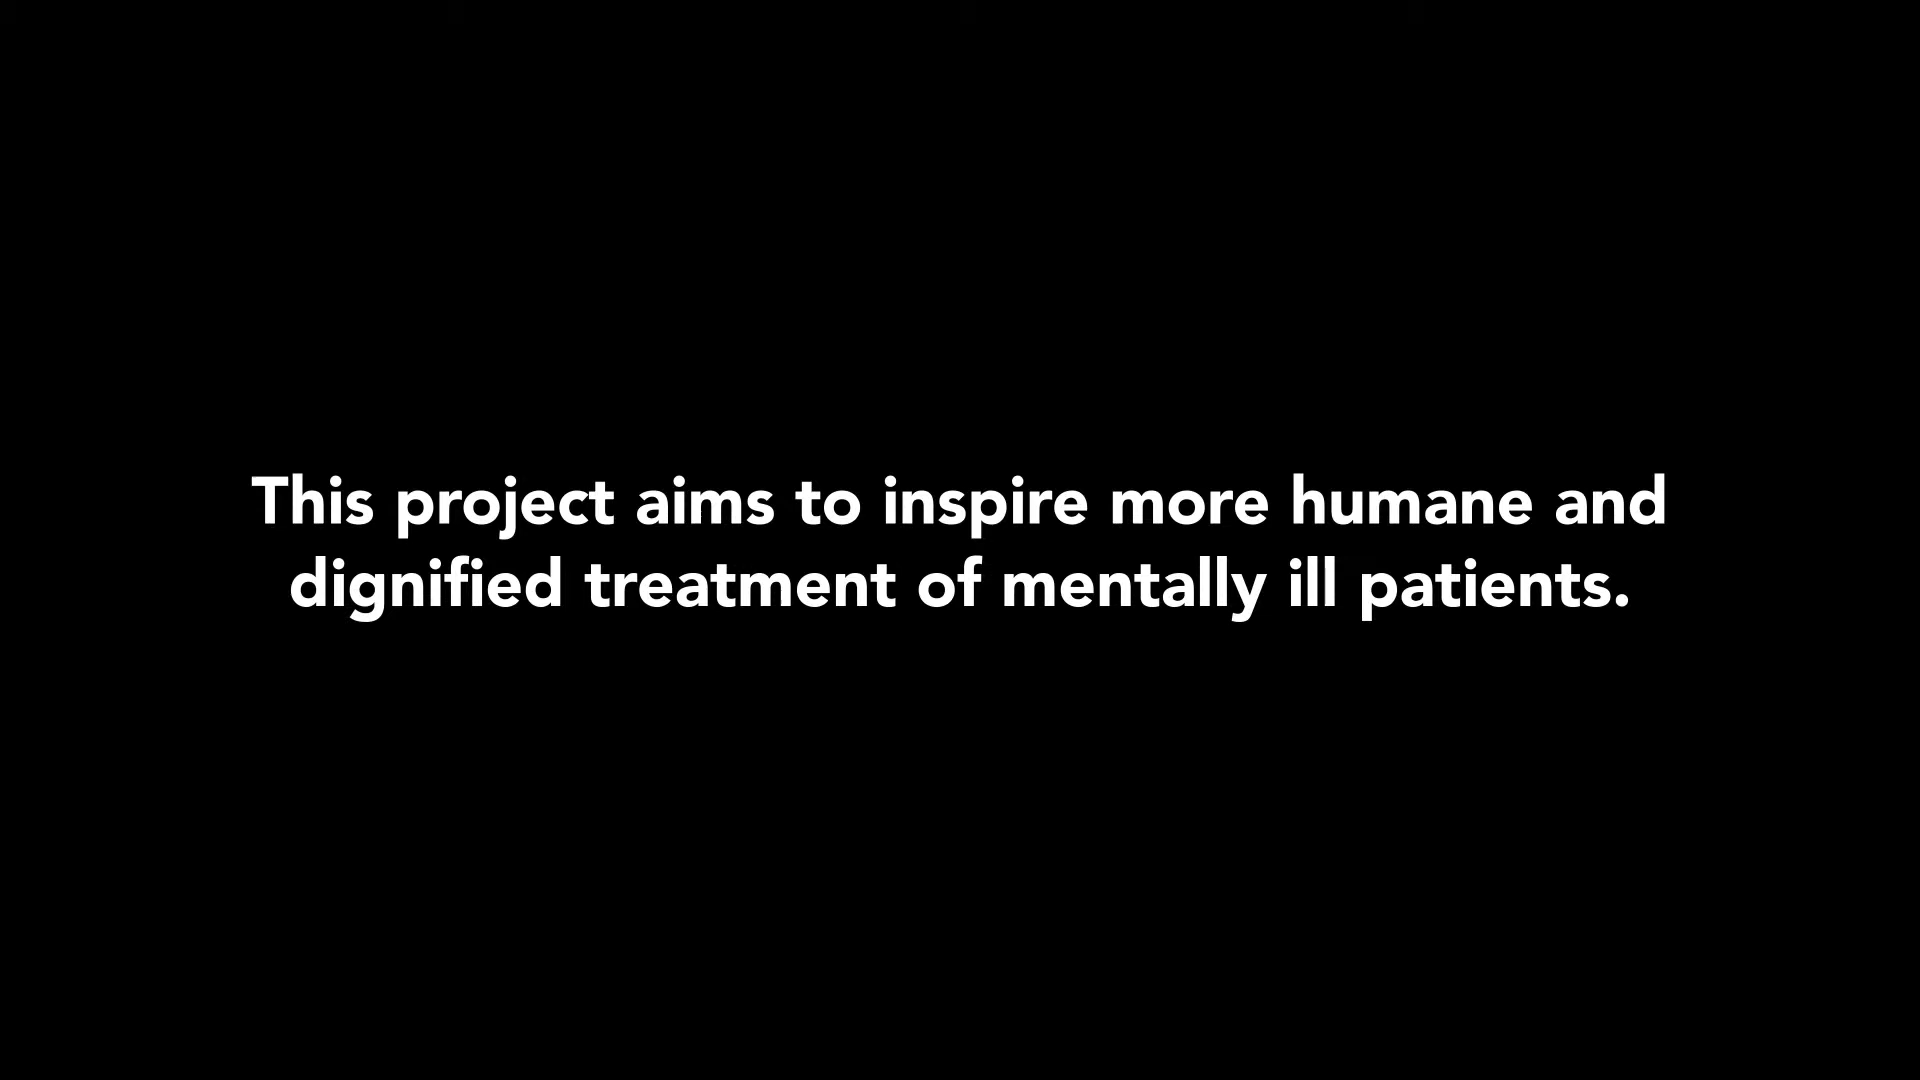 This project aims to inspire more humane and
dignified treatment of mentally ill patients.